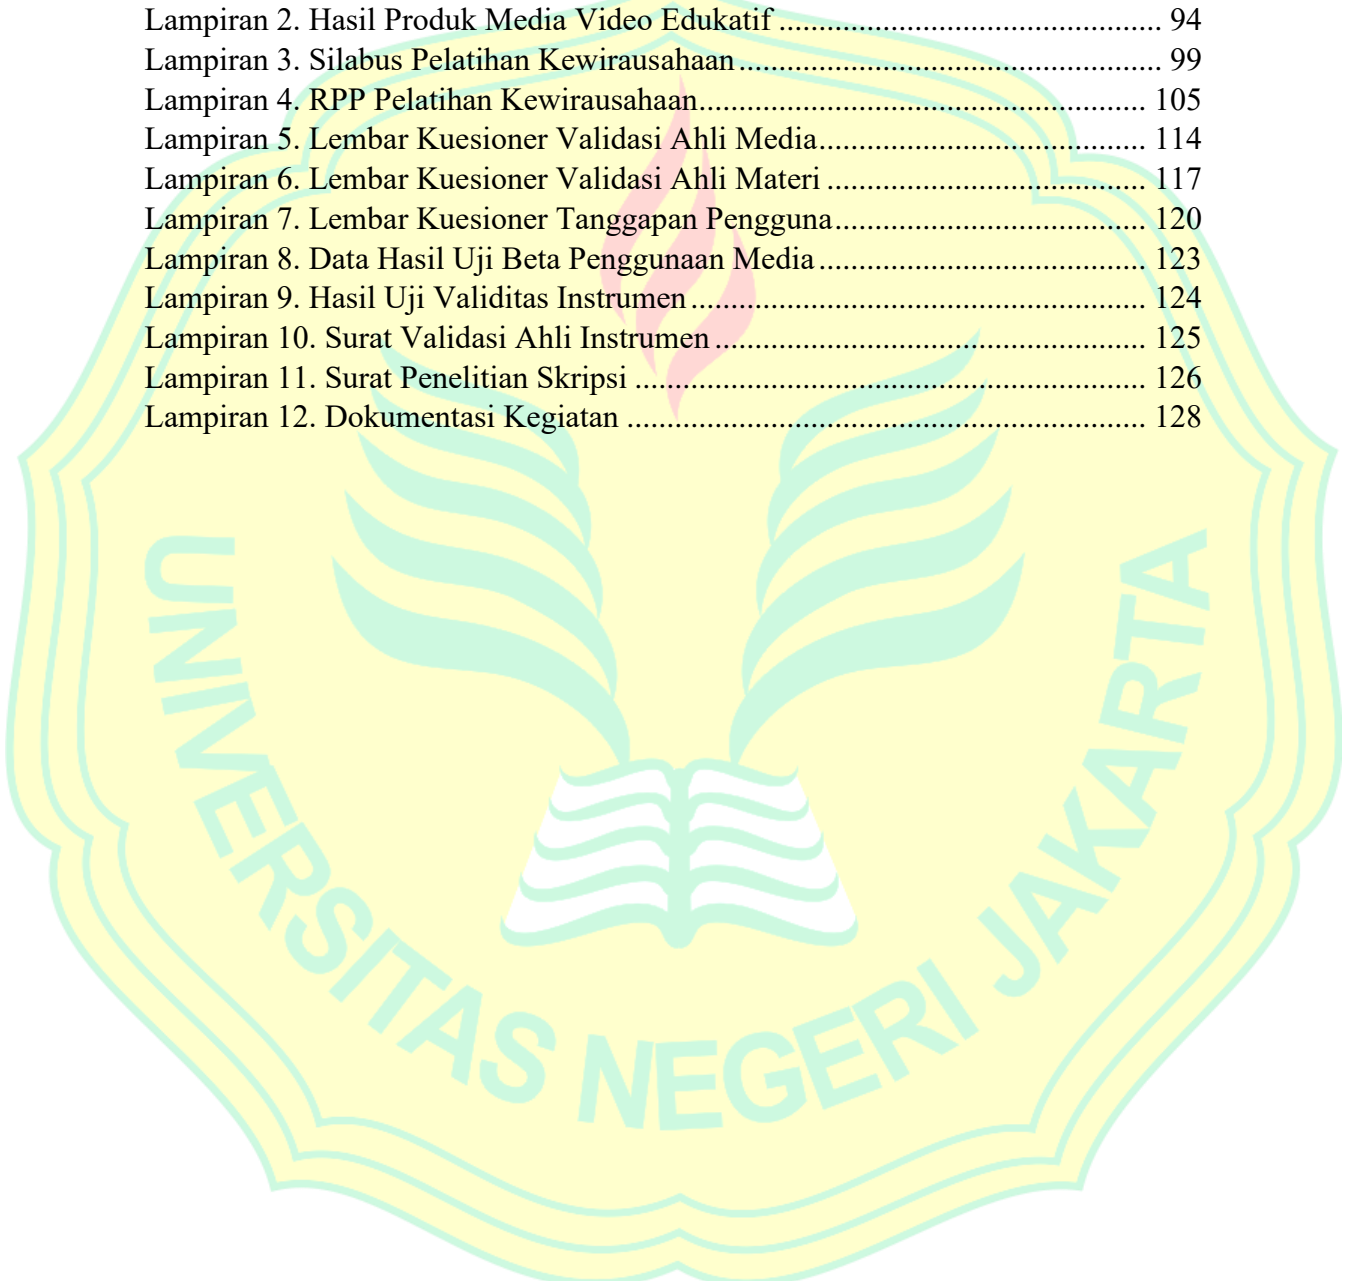 Lampiran 2. Hasil Produk Media Video Edukatif ................................................ 94
Lampiran 3. Silabus Pelatihan Kewirausahaan ..................................................... 99
Lampiran 4. RPP Pelatihan Kewirausahaan........................................................ 105
Lampiran 5. Lembar Kuesioner Validasi Ahli Media......................................... 114
Lampiran 6. Lembar Kuesioner Validasi Ahli Materi ........................................ 117
Lampiran 7. Lembar Kuesioner Tanggapan Pengguna....................................... 120
Lampiran 8. Data Hasil Uji Beta Penggunaan Media ......................................... 123
Lampiran 9. Hasil Uji Validitas Instrumen ......................................................... 124
Lampiran 10. Surat Validasi Ahli Instrumen ...................................................... 125
Lampiran 11. Surat Penelitian Skripsi ................................................................ 126
Lampiran 12. Dokumentasi Kegiatan ................................................................. 128
UNIVERSITAS NEGERI JAKARTA